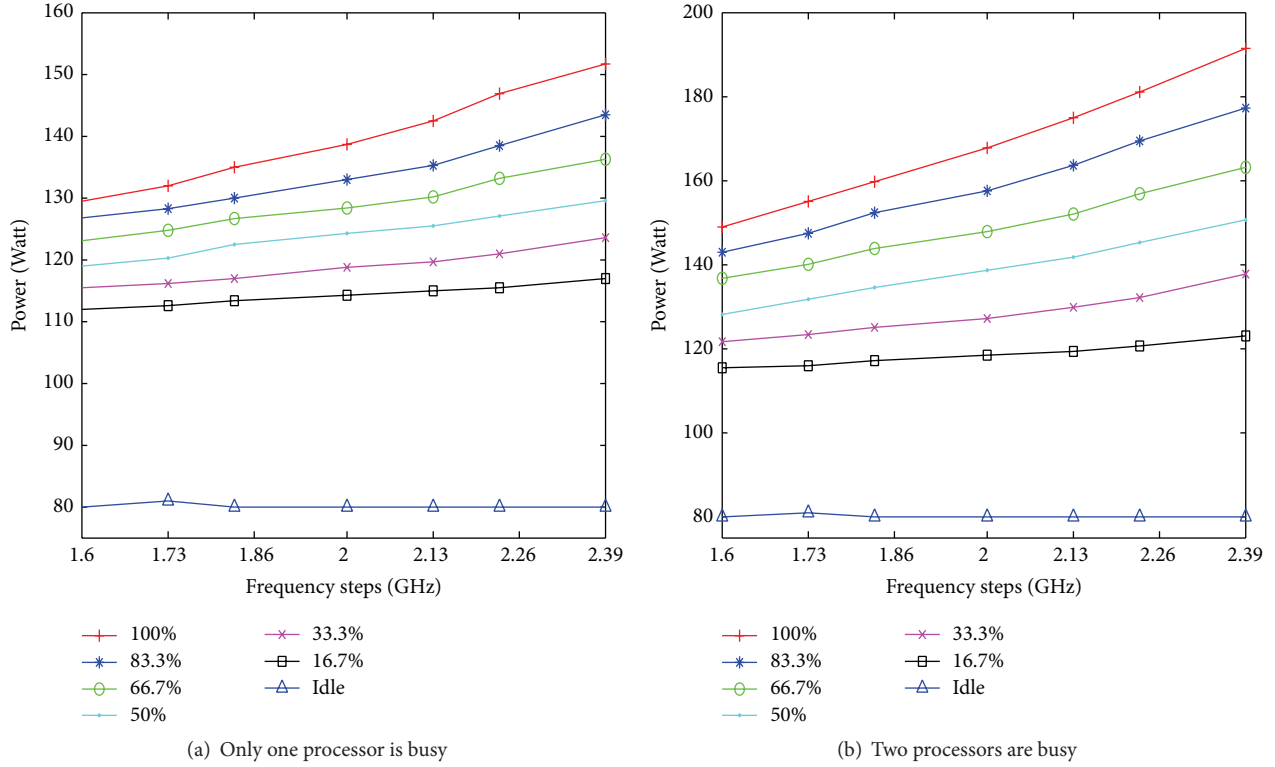 160
150
140
130
120
110
100
90
80
Power (Watt)
1.6 1.73 1.86 2 2.13 2.26 2.39
Frequency steps (GHz)
100%
83.3%
66.7%
50%
33.3%
16.7%
Idle
(a) Only one processor is busy
200
180
160
140
120
100
80
Power (Watt)
1.6 1.73 1.86 2 2.13 2.26 2.39
Frequency steps (GHz)
100%
83.3%
66.7%
50%
33.3%
16.7%
Idle
(b) Two processors are busy